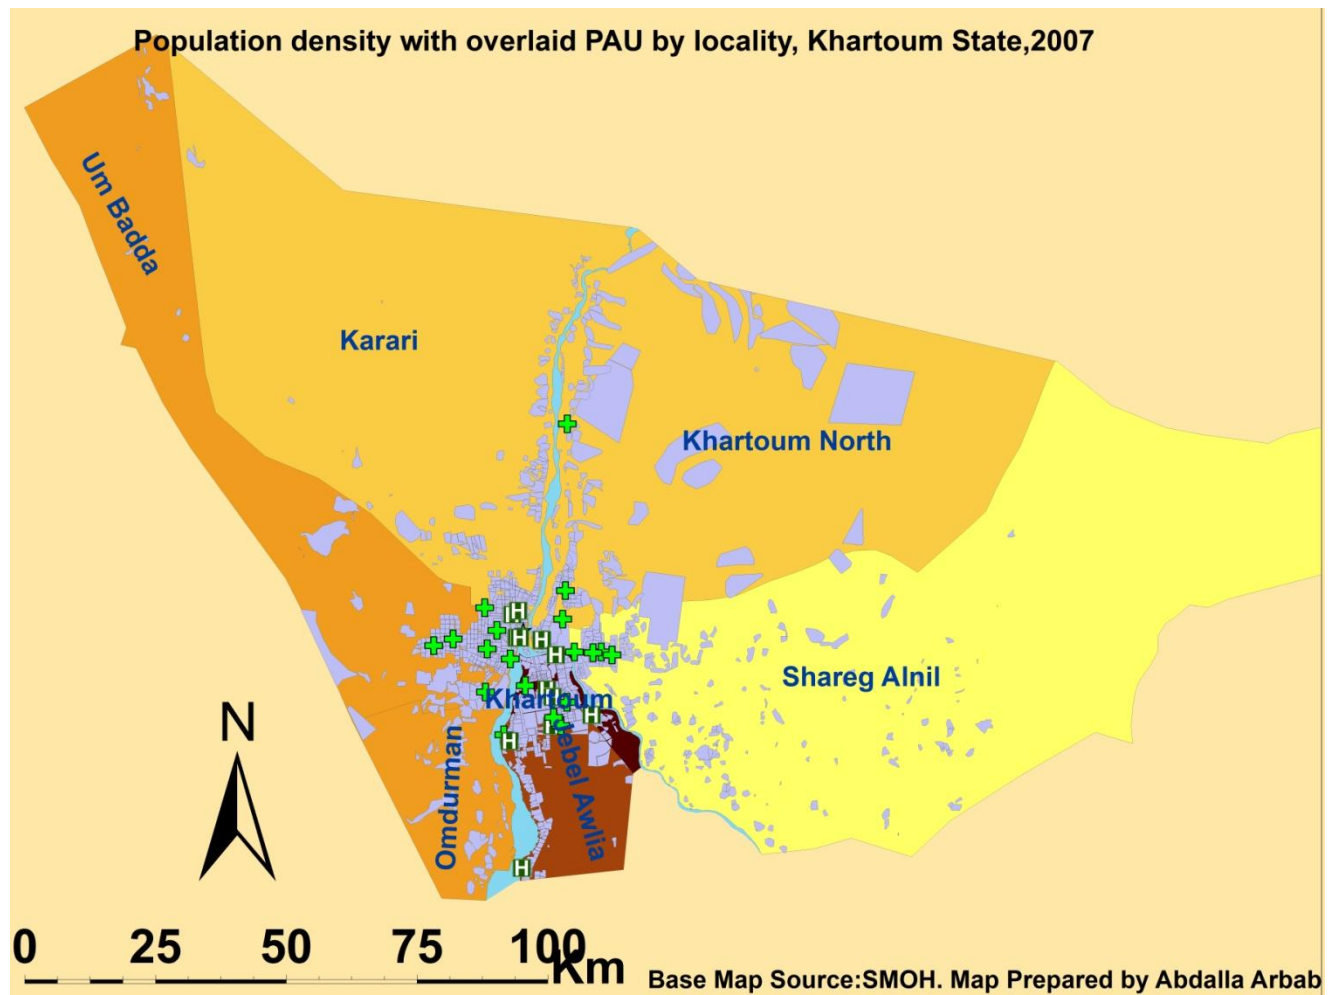 Population density with overlaid PAU by locality, Khartoum State,2007
Um Badda
Karari
Khartoum North
H
H
H
H
Shareg Alnil
H
Khartoum
H
N
H
Jebel Awlia
Omdurman
H
0 25 50 75 100
Km
Base Map Source:SMOH. Map Prepared by Abdalla Arbab